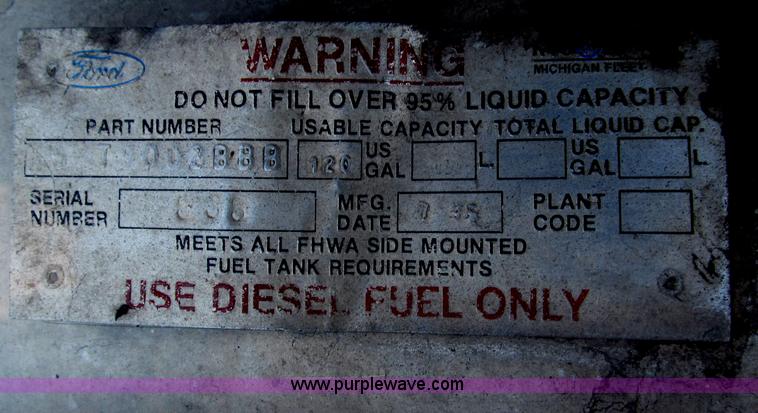 Ford
WARNING
MICHIGAN FLEET
DO NOT FILL OVER 95% LIQUID CAPACITY
PART NUMBER USABLE CAPACITY TOTAL LIQUID CAP.
120 US GAL L. US GAL L.
SERIAL NUMBER MFG. DATE PLANT CODE
MEETS ALL FHWA SIDE MOUNTED
FUEL TANK REQUIREMENTS
USE DIESEL FUEL ONLY
www.purplewave.com